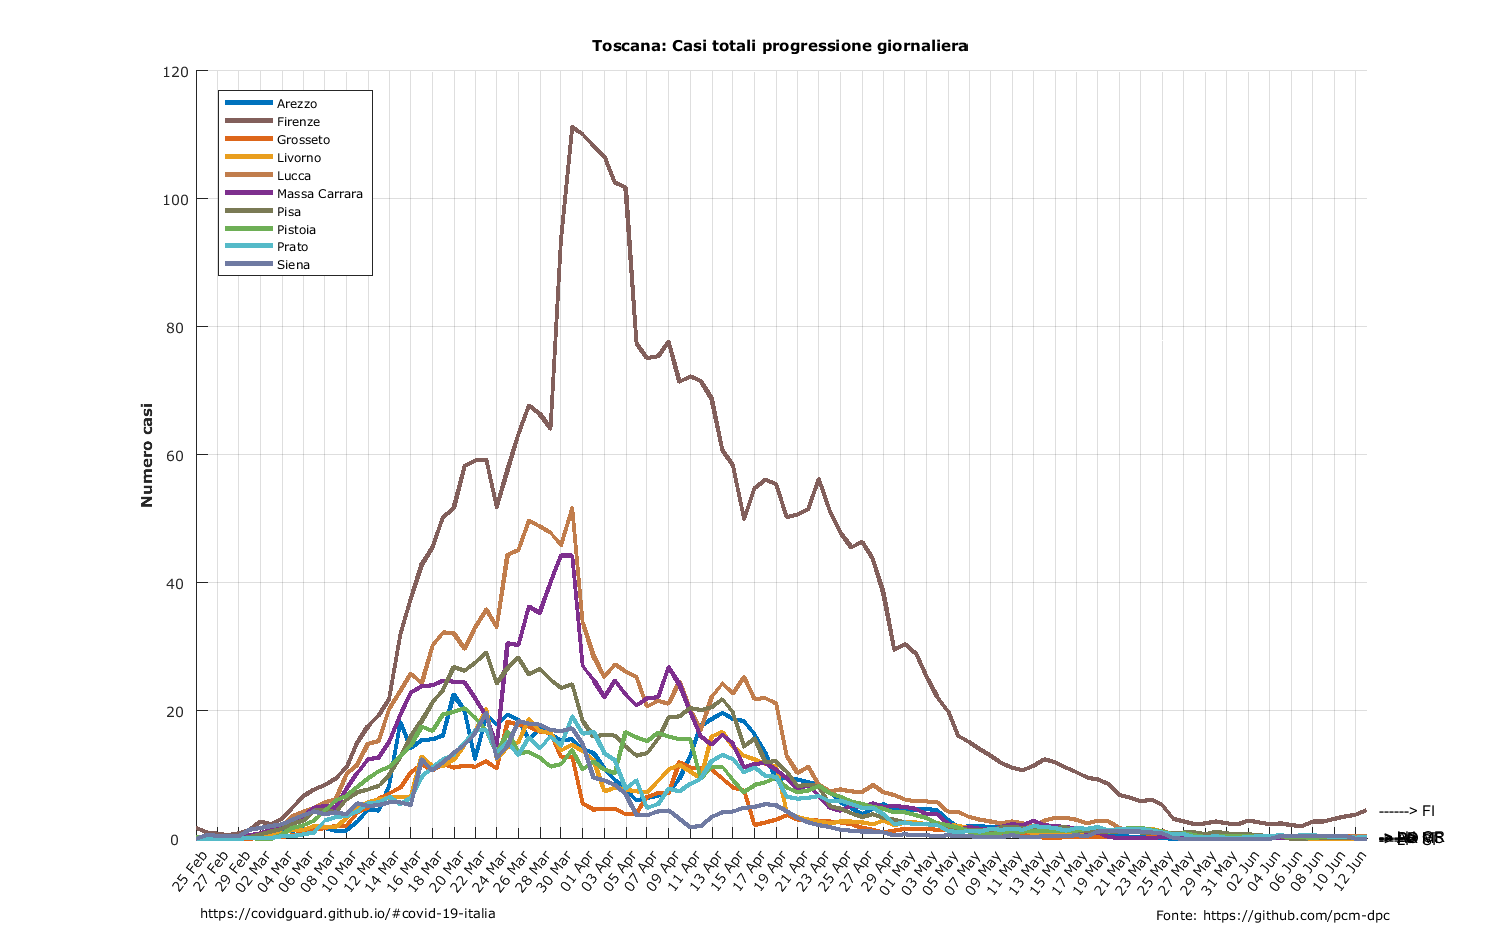 Toscana: Casi totali progressione giornaliera
Numero casi
120
100
80
60
40
20
0
Arezzo
Firenze
Grosseto
Livorno
Lucca
Massa Carrara
Pisa
Pistoia
Prato
Siena
------> FI
25 Feb
27 Feb
29 Feb
02 Mar
04 Mar
06 Mar
08 Mar
10 Mar
12 Mar
14 Mar
16 Mar
18 Mar
20 Mar
22 Mar
24 Mar
26 Mar
28 Mar
30 Mar
01 Apr
03 Apr
05 Apr
07 Apr
09 Apr
11 Apr
13 Apr
15 Apr
17 Apr
19 Apr
21 Apr
23 Apr
25 Apr
27 Apr
29 Apr
01 May
03 May
05 May
07 May
09 May
11 May
13 May
15 May
17 May
19 May
21 May
23 May
25 May
27 May
29 May
31 May
02 Jun
04 Jun
06 Jun
08 Jun
10 Jun
12 Jun
https://covidguard.github.io/#covid-19-italia
Fonte: https://github.com/pcm-dpc